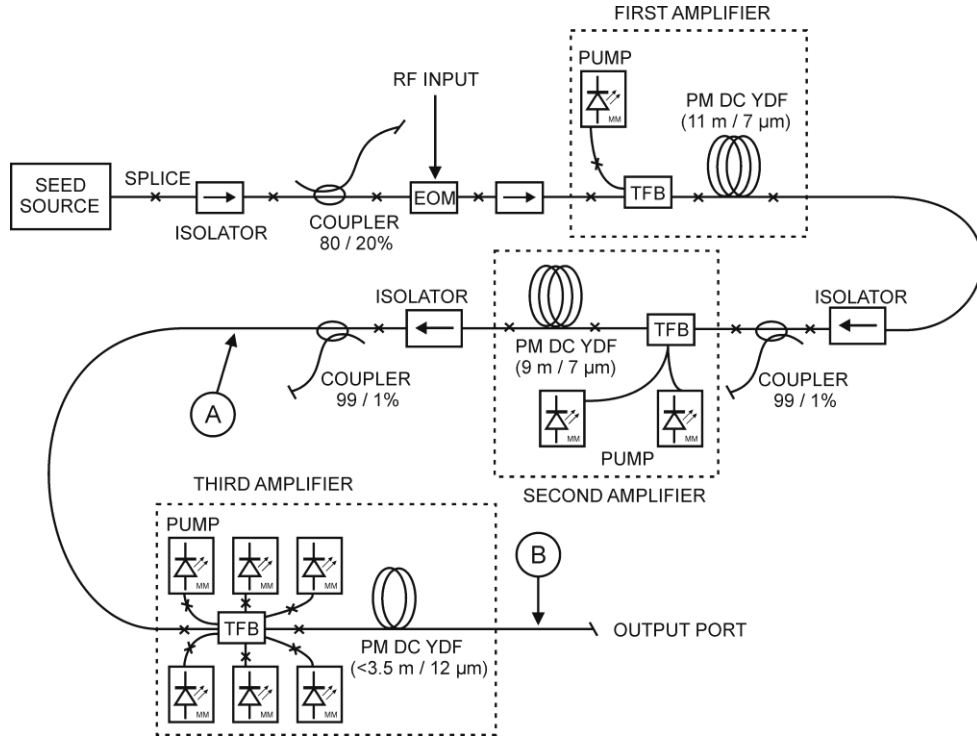 FIRST AMPLIFIER
PUMP
MM
RF INPUT
PM DC YDF
(11 m / 7 µm)
SEED
SOURCE
SPLICE
ISOLATOR
COUPLER
80 / 20%
EOM
TFB
ISOLATOR
COUPLER
99 / 1%
A
PM DC YDF
(9 m / 7 µm)
TFB
MM
MM
PUMP
SECOND AMPLIFIER
COUPLER
99 / 1%
ISOLATOR
THIRD AMPLIFIER
PUMP
MM
MM
MM
TFB
MM
MM
MM
PM DC YDF
(<3.5 m / 12 µm)
B
OUTPUT PORT